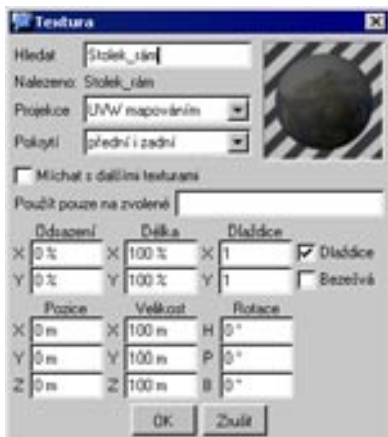 Textura
Hledat Stolek_rám
Nalezeno: Stolek_rám
Projekce UVW mapováním
Pokrytí přední i zadní
Míchat s dalšími texturami
Použít pouze na zvolené
Odsazení Délka Dlaždice
X 0 % X 100 % X 1 Dlaždice
Y 0 % Y 100 % Y 1 Bezešvá
Pozice Velikost Rotace
X 0 m X 100 m H 0 °
Y 0 m Y 100 m P 0 °
Z 0 m Z 100 m B 0 °
OK Zrušit